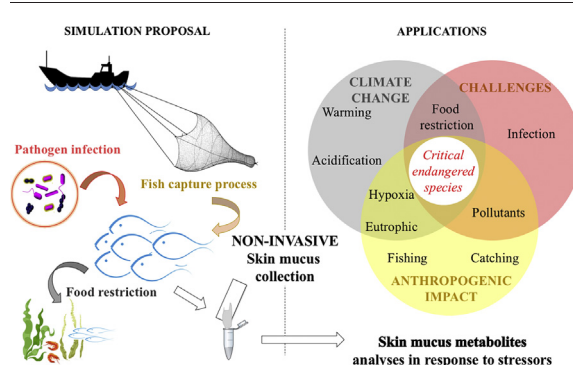 SIMULATION PROPOSAL
Pathogen infection
Fish capture process
Food restriction
NON-INVASIVE
Skin mucus
collection
APPLICATIONS
CLIMATE
CHANGE
CHALLENGES
Warming
Food
restriction
Infection
Acidification
Critical
endangered
species
Hypoxia
Pollutants
Eutrophic
Fishing
Catching
ANTHROPOGENIC
IMPACT
Skin mucus metabolites
analyses in response to stressors